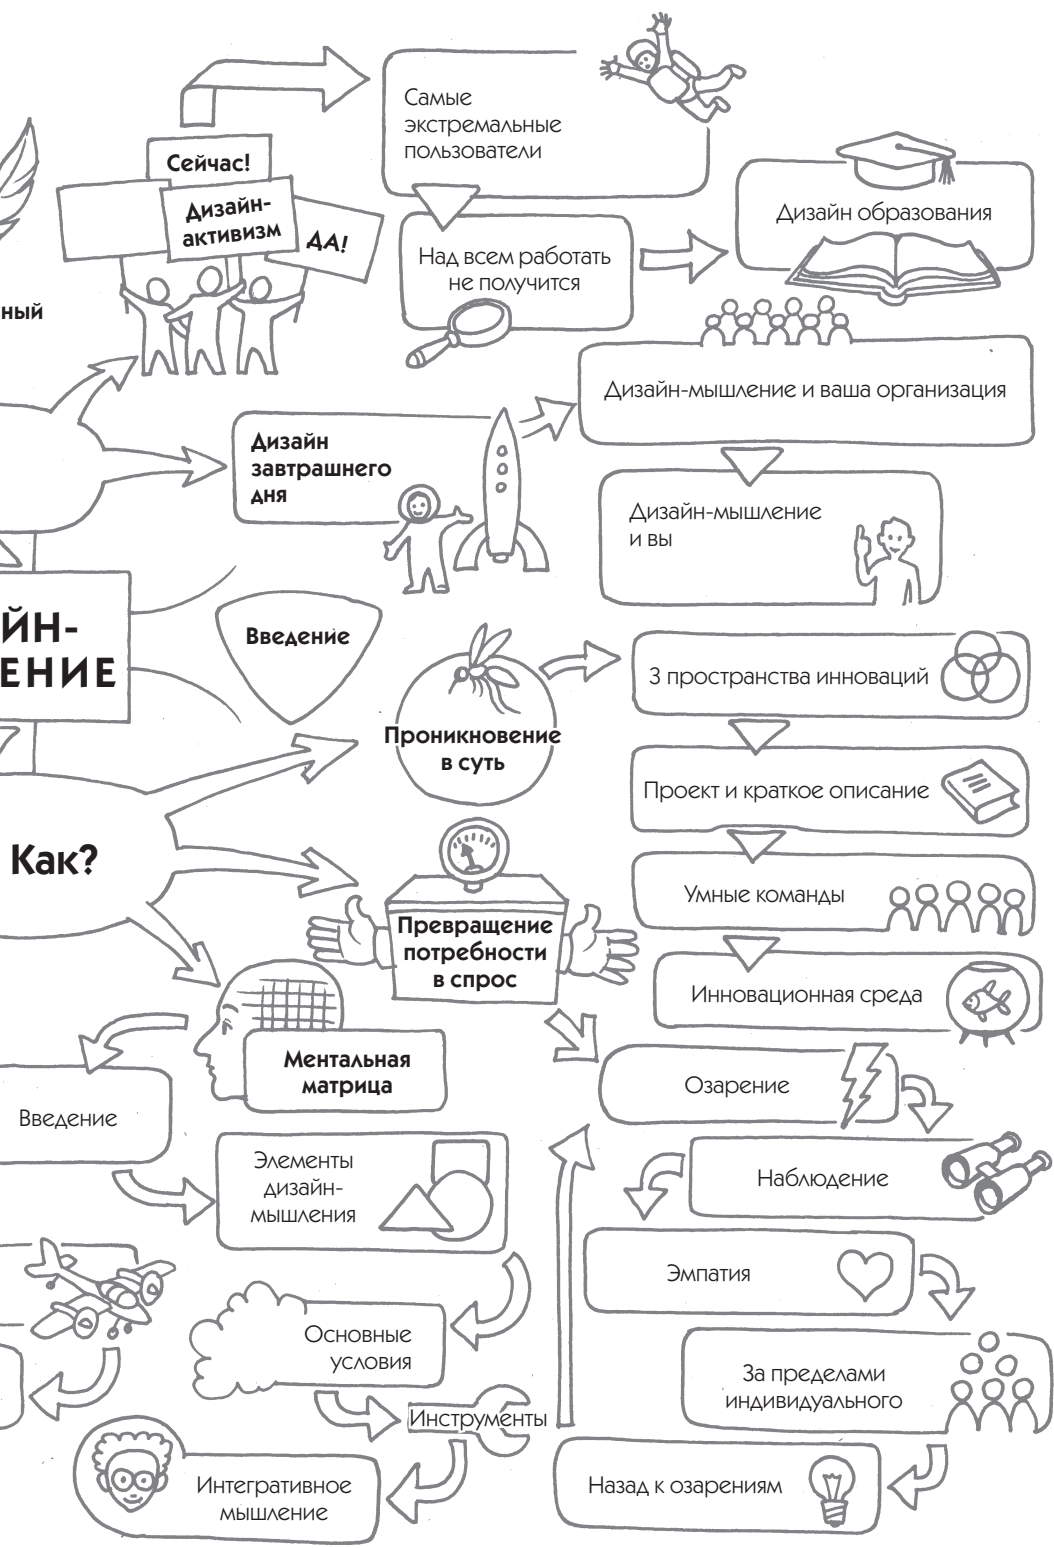 Сейчас!
Дизайн-
активизм
ДА!
Самые
экстремальные
пользователи
Над всем работать
не получится
Дизайн образования
ный
Дизайн-мышление и ваша организация
Дизайн
завтрашнего
дня
Дизайн-мышление
и вы
ЙН-
ЕНИЕ
Введение
Проникновение
в суть
3 пространства инноваций
Проект и краткое описание
Как?
Умные команды
Превращение
потребности
в спрос
Инновационная среда
Ментальная
матрица
Озарение
Введение
Элементы
дизайн-
мышления
Наблюдение
Эмпатия
Основные
условия
За пределами
индивидуального
Инструменты
Интегративное
мышление
Назад к озарениям